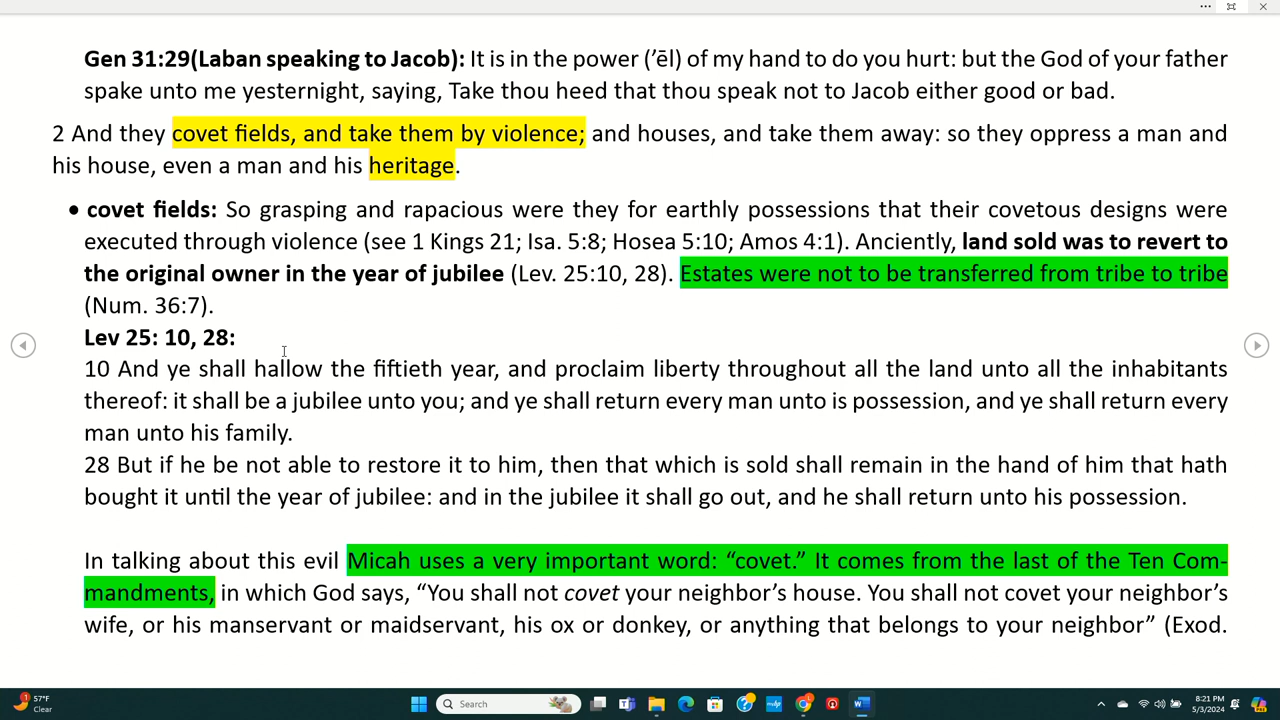 Gen 31:29(Laban speaking to Jacob): It is in the power (’ēl) of my hand to do you hurt: but the God of your father
spake unto me yesternight, saying, Take thou heed that thou speak not to Jacob either good or bad.
2 And they covet fields, and take them by violence; and houses, and take them away: so they oppress a man and
his house, even a man and his heritage.
• covet fields: So grasping and rapacious were they for earthly possessions that their covetous designs were
executed through violence (see 1 Kings 21; Isa. 5:8; Hosea 5:10; Amos 4:1). Anciently, land sold was to revert to
the original owner in the year of jubilee (Lev. 25:10, 28). Estates were not to be transferred from tribe to tribe
(Num. 36:7).
Lev 25: 10, 28:
10 And ye shall hallow the fiftieth year, and proclaim liberty throughout all the land unto all the inhabitants
thereof: it shall be a jubilee unto you; and ye shall return every man unto is possession, and ye shall return every
man unto his family.
28 But if he be not able to restore it to him, then that which is sold shall remain in the hand of him that hath
bought it until the year of jubilee: and in the jubilee it shall go out, and he shall return unto his possession.
In talking about this evil Micah uses a very important word: “covet.” It comes from the last of the Ten Com-
mandments, in which God says, “You shall not covet your neighbor’s house. You shall not covet your neighbor’s
wife, or his manservant or maidservant, his ox or donkey, or anything that belongs to your neighbor” (Exod.
1
57°F
Clear
Search
8:21 PM
5/3/2024